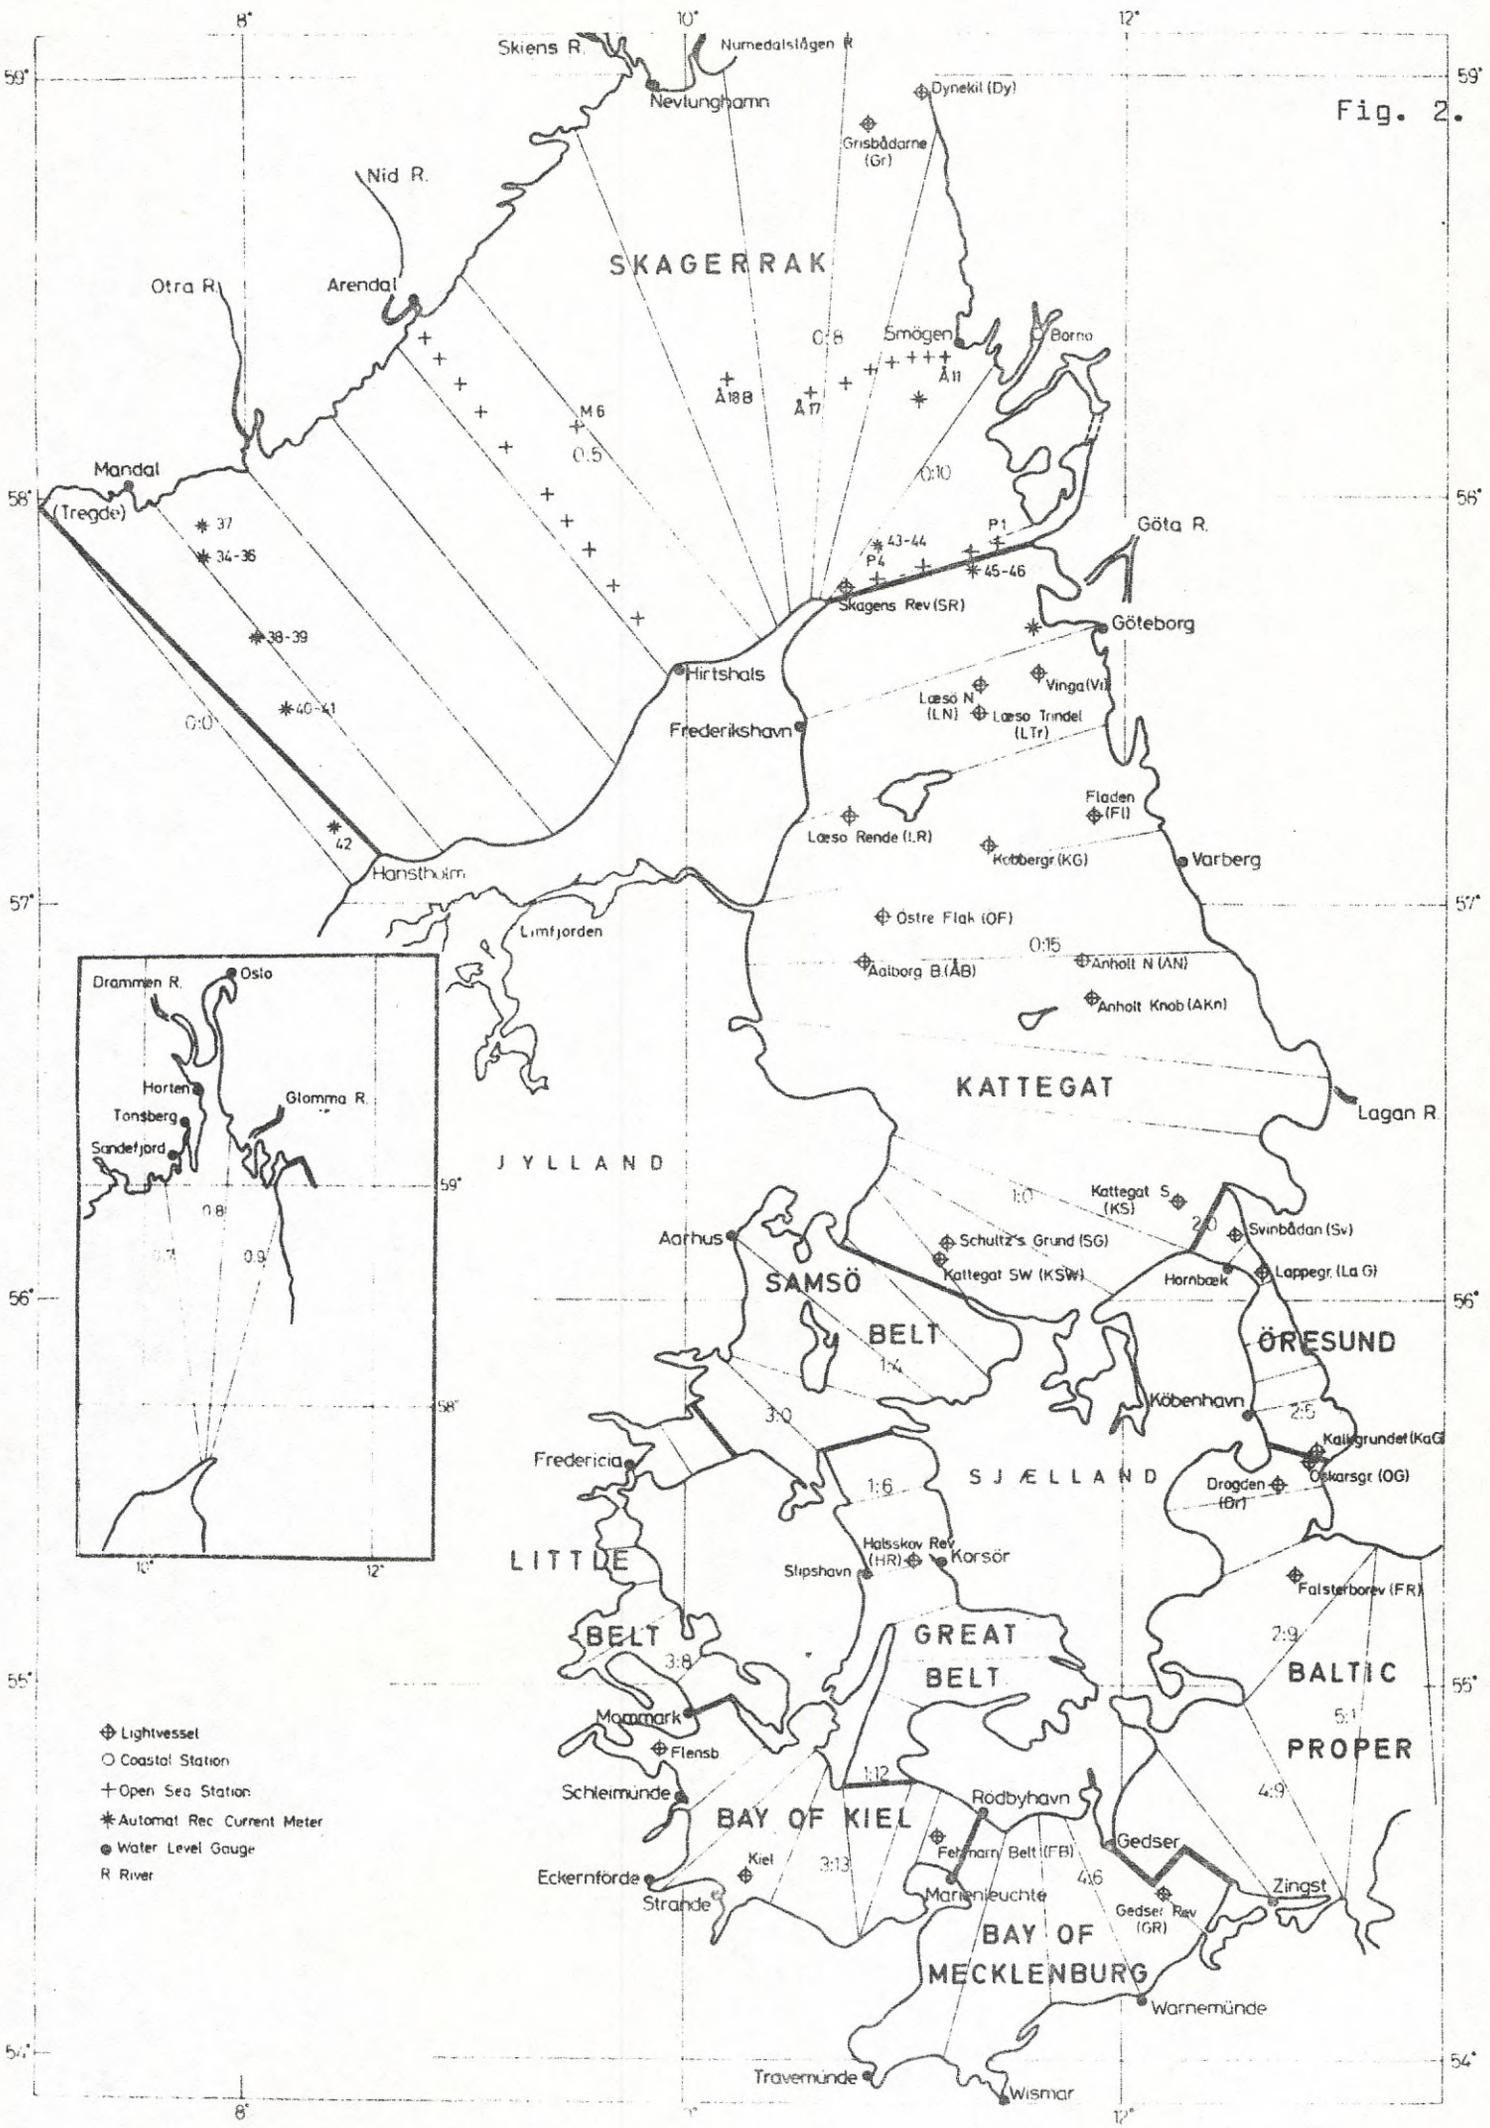 8°
10°
12°
Skiens R.
Numedalslågen R
59°
59°
Nevlunghamn
Dynekil (Dy)
Fig. 2.
Grisbådarne
(Gr)
Nid R.
SKAGERRAK
Otra R.
Arendal
0:8
Smögen
Borno
Å11
Å18B
Å17
M6
0:5
0:10
Mandal
58°
(Tregde)
56°
37
P1
Göta R.
34-36
43-44
P4
45-46
Skagens Rev (SR)
38-39
Göteborg
Hirtshals
Vinga (Vi)
Læsö N
(LN)
Læso Trindel
(LTr)
40-41
0:0
Frederikshavn
Fladen
(Fl)
42
Læso Rende (LR)
Kobbergr (KG)
Varberg
Hanstholm
57°
57°
Östre Flak (ÖF)
Limfjorden
0:15
Aalborg B. (ÅB)
Anholt N (AN)
Anholt Knob (AKn)
Oslo
Drammen R.
Horten
Glomma R.
Tonsberg
Sandefjord
59°
0.8
0.7
0.9
58°
10°
12°
KATTEGAT
Lagan R.
JYLLAND
1:0
Kattegat S
(KS)
2:0
Svinbådan (Sv)
Aarhus
Schultz's Grund (SG)
Kattegat SW (KSW)
Hornbæk
Lappegr. (La G)
SAMSÖ
56°
56°
BELT
ÖRESUND
1:4
Köbenhavn
2:5
3:0
Kalkgrundet (KaG
Fredericia
SJÆLLAND
Oskarsgr (OG)
1:6
Drogden
(Dr)
LITTLE
Halsskov Rev
(HR)
Korsör
Slipshavn
Falsterborev (FR)
BELT
GREAT
2:9
3:8
BELT
BALTIC
55°
55°
Mommark
5:1
Lightvessel
Flensb
PROPER
Coastal Station
1:12
Open Sea Station
Schleimünde
Rödbyhavn
4:9
Automat Rec Current Meter
BAY OF KIEL
Water Level Gauge
Fehmarn Belt (FB)
Gedser
R River
Kiel
3:13
4:6
Eckernförde
Marienleuchte
Zingst
Strande
Gedser Rev
(GR)
BAY OF
MECKLENBURG
Warnemünde
54°
54°
Travemünde
Wismar
8°
12°